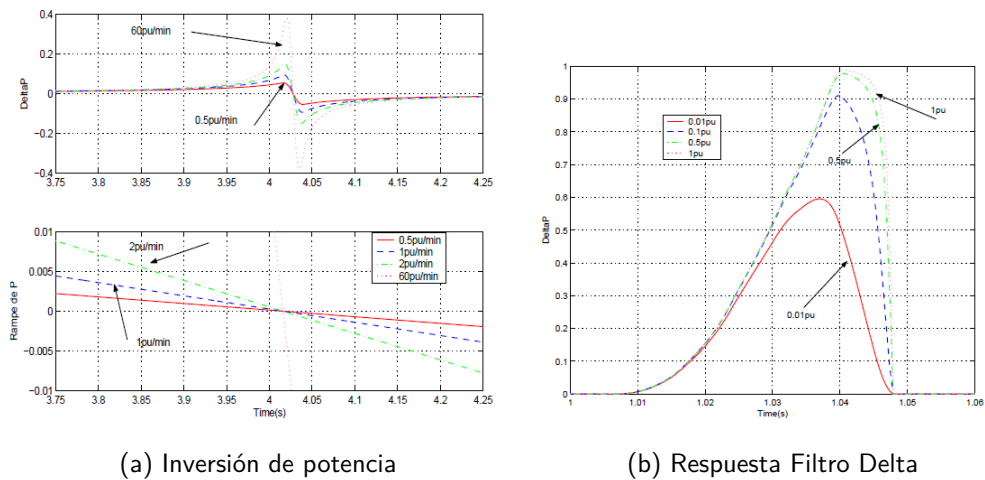 0.4
0.2
0
−0.2
−0.4
DeltaP
60pu/min
0.5pu/min
3.75 3.8 3.85 3.9 3.95 4 4.05 4.1 4.15 4.2 4.25
0.01
0.005
0
−0.005
−0.01
Rampe de P
2pu/min
1pu/min
0.5pu/min
1pu/min
2pu/min
60pu/min
3.75 3.8 3.85 3.9 3.95 4 4.05 4.1 4.15 4.2 4.25
Time(s)
(a) Inversión de potencia
1
0.9
0.8
0.7
0.6
0.5
0.4
0.3
0.2
0.1
0
DeltaP
0.01pu
0.1pu
0.5pu
1pu
1pu
0.5pu
0.01pu
1 1.01 1.02 1.03 1.04 1.05 1.06
Time(s)
(b) Respuesta Filtro Delta